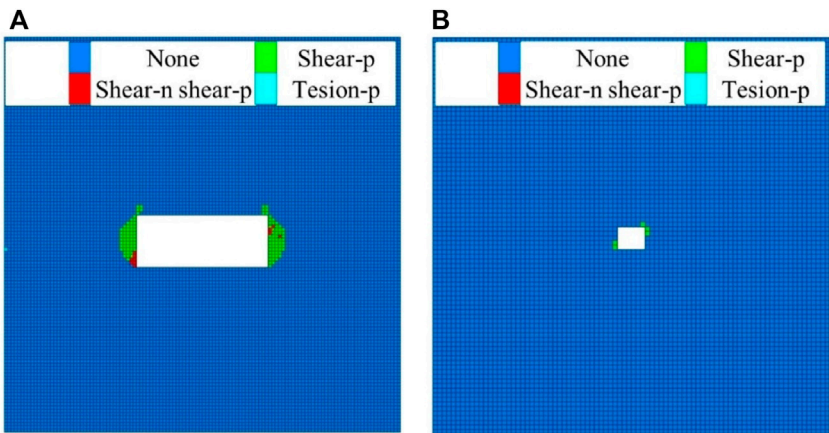 A
None
Shear-p
Shear-n shear-p
Tesion-p
B
None
Shear-p
Shear-n shear-p
Tesion-p